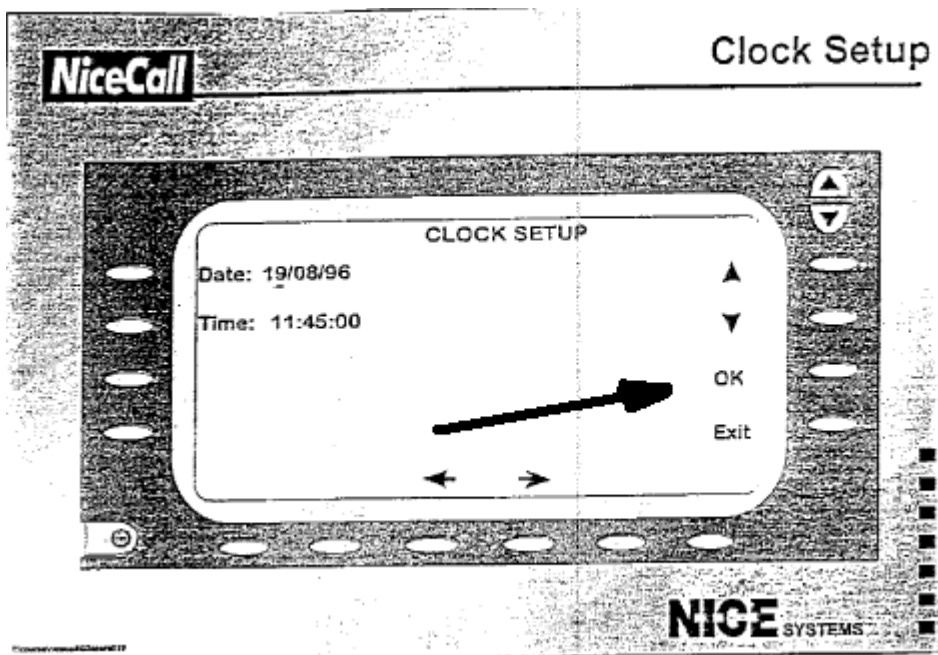 Clock Setup
NiceCall
CLOCK SETUP
Date: 19/08/96
Time: 11:45:00
OK
Exit
NICE SYSTEMS